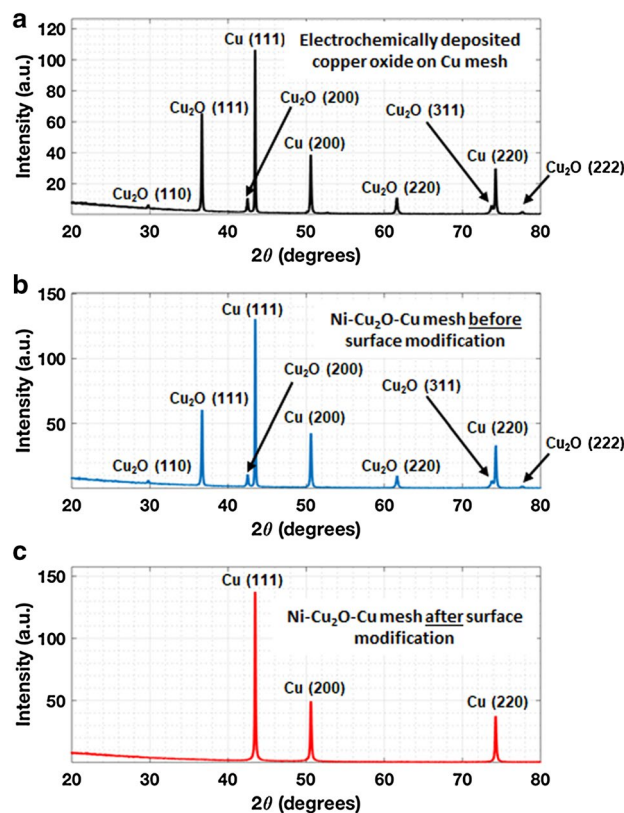 a
120
100
80
60
40
20
Intensity (a.u.)
Electrochemically deposited
copper oxide on Cu mesh
Cu (111)
Cu₂O (111)
Cu₂O (200)
Cu₂O (110)
Cu (200)
Cu₂O (220)
Cu₂O (311)
Cu (220)
Cu₂O (222)
20 30 40 50 60 70 80
2θ (degrees)
b
150
100
50
Intensity (a.u.)
Ni-Cu₂O-Cu mesh before
surface modification
Cu (111)
Cu₂O (111)
Cu₂O (200)
Cu₂O (110)
Cu (200)
Cu₂O (220)
Cu₂O (311)
Cu (220)
Cu₂O (222)
20 30 40 50 60 70 80
2θ (degrees)
c
150
100
50
Intensity (a.u.)
Ni-Cu₂O-Cu mesh after surface
modification
Cu (111)
Cu (200)
Cu (220)
20 30 40 50 60 70 80
2θ (degrees)